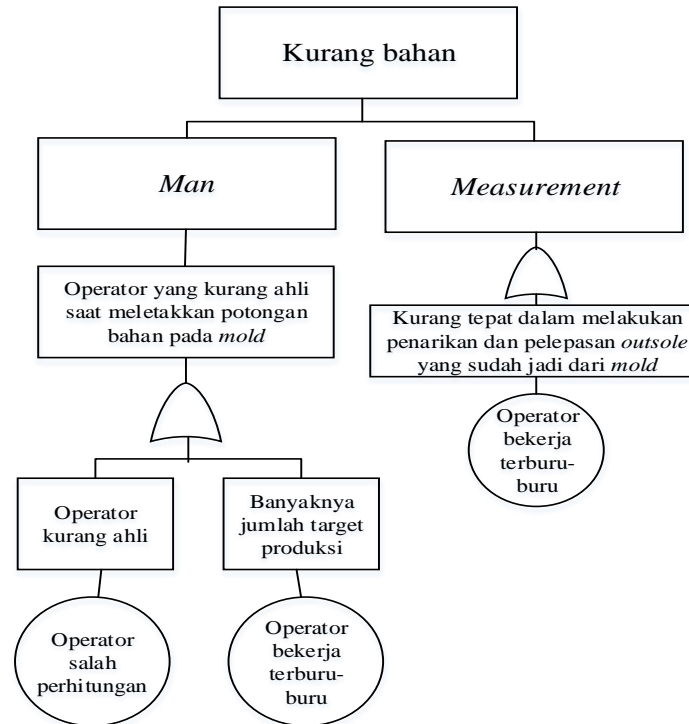 Kurang bahan
Man
Measurement
Operator yang kurang ahli
saat meletakkan potongan
bahan pada mold
Kurang tepat dalam melakukan
penarikan dan pelepasan outsole
yang sudah jadi dari mold
Operator
bekerja
terburu-
buru
Operator
kurang ahli
Banyaknya
jumlah target
produksi
Operator
salah
perhitungan
Operator
bekerja
terburu-
buru